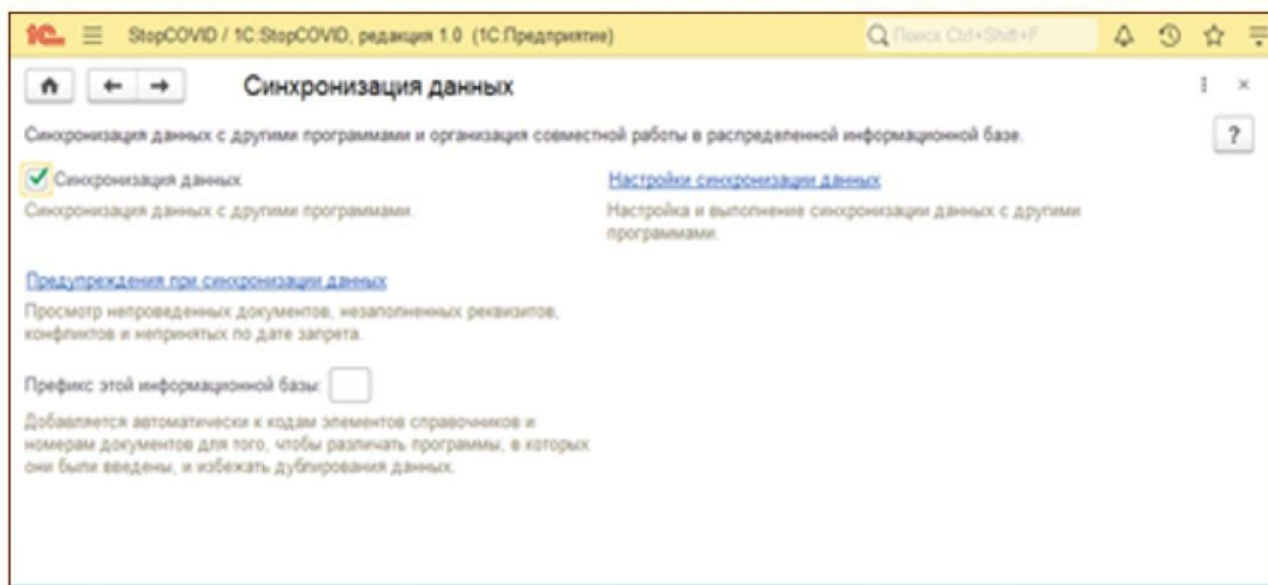 1С StopCOVID / 1С:StopCOVID, редакция 1.0 (1С:Предприятие) Поиск Ctrl+Shift+F
Синхронизация данных
Синхронизация данных с другими программами и организация совместной работы в распределенной информационной базе. ?
Синхронизация данных Настройки синхронизации данных
Синхронизация данных с другими программами. Настройка и выполнение синхронизации данных с другими
программами.
Предупреждения при синхронизации данных
Просмотр непроведенных документов, незаполненных реквизитов,
конфликтов и непринятых по дате запрета.
Префикс этой информационной базы:
Добавляется автоматически к кодам элементов справочников и
номерам документов для того, чтобы различать программы, в которых
они были введены, и избежать дублирования данных.